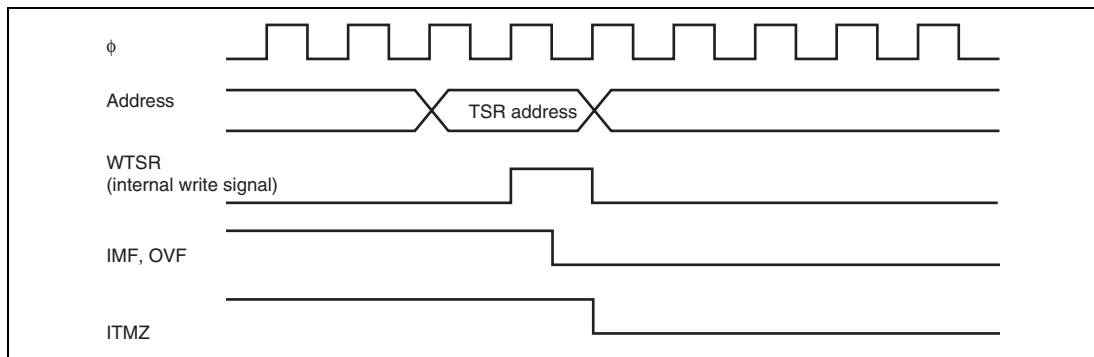 ϕ
Address
TSR address
WTSR
(internal write signal)
IMF, OVF
ITMZ